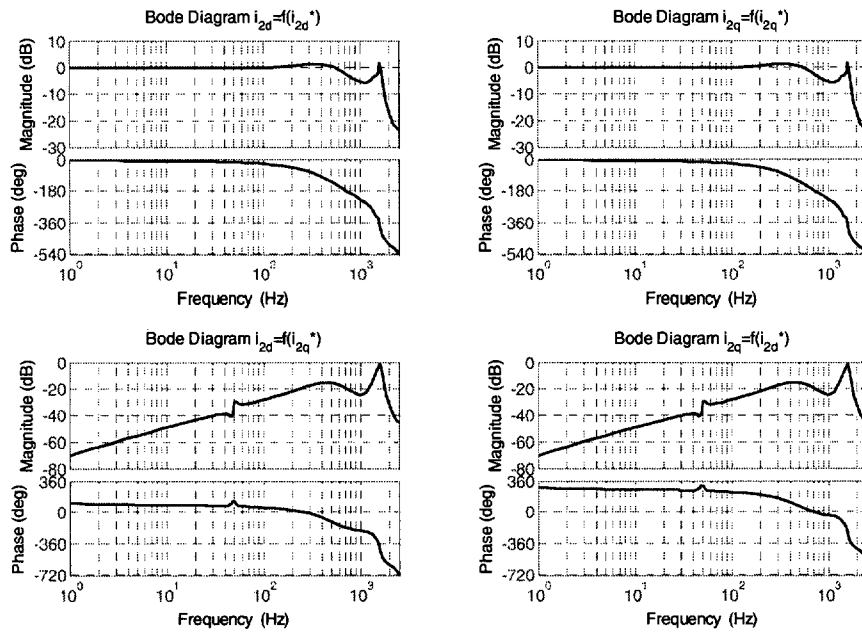 Bode Diagram i2d=f(i2d*)
Magnitude (dB)
10
0
-10
-20
-30
Phase (deg)
0
-180
-360
-540
10^0 10^1 10^2 10^3
Frequency (Hz)
Bode Diagram i2q=f(i2q*)
Magnitude (dB)
10
0
-10
-20
-30
Phase (deg)
0
-180
-360
-540
10^0 10^1 10^2 10^3
Frequency (Hz)
Bode Diagram i2d=f(i2q*)
Magnitude (dB)
0
-20
-40
-60
-80
Phase (deg)
360
0
-360
-720
10^0 10^1 10^2 10^3
Frequency (Hz)
Bode Diagram i2q=f(i2d*)
Magnitude (dB)
0
-20
-40
-60
-80
Phase (deg)
360
0
-360
-720
10^0 10^1 10^2 10^3
Frequency (Hz)